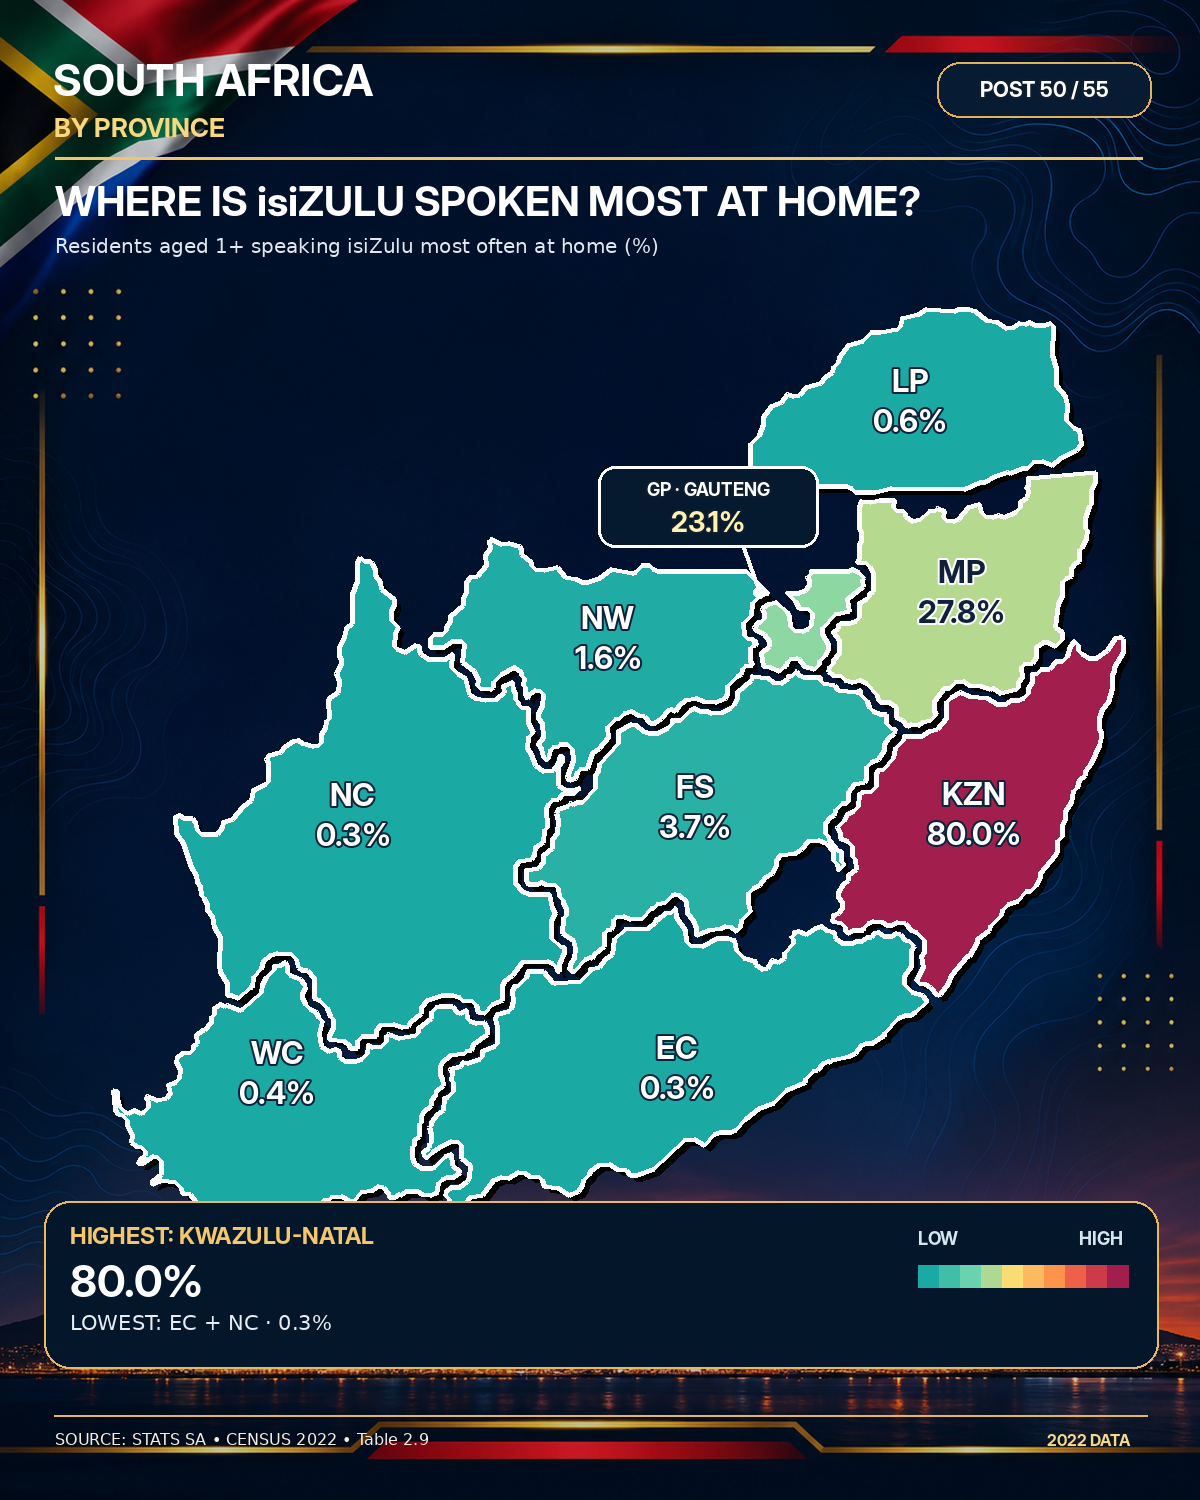 SOUTH AFRICA
BY PROVINCE
POST 50 / 55
WHERE IS isiZULU SPOKEN MOST AT HOME?
Residents aged 1+ speaking isiZulu most often at home (%)
LP
0.6%
GP · GAUTENG
23.1%
MP
27.8%
NW
1.6%
NC
0.3%
FS
3.7%
KZN
80.0%
WC
0.4%
EC
0.3%
HIGHEST: KWAZULU-NATAL
80.0%
LOWEST: EC + NC · 0.3%
LOW HIGH
SOURCE: STATS SA • CENSUS 2022 • Table 2.9
2022 DATA